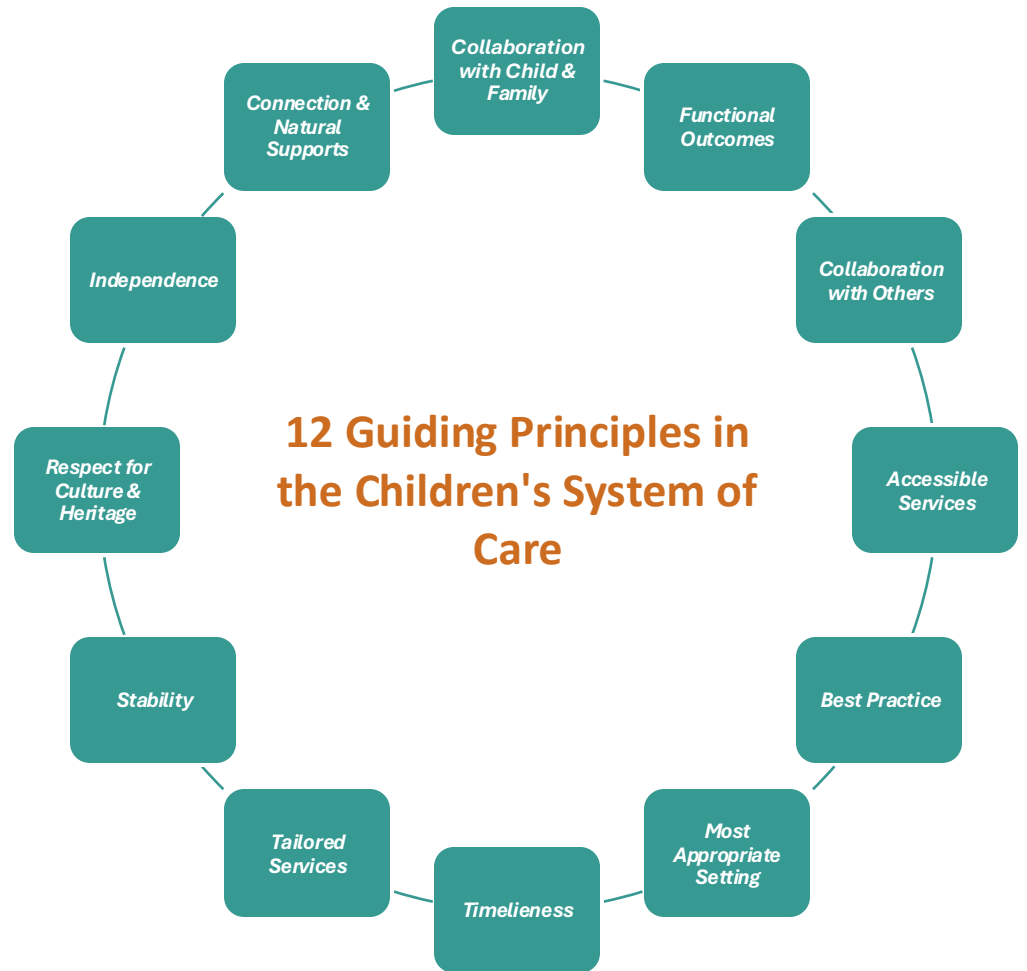 Collaboration
with Child &
Family
Functional
Outcomes
Collaboration
with Others
Accessible
Services
Best Practice
Most
Appropriate
Setting
Timelieness
Tailored
Services
Stability
Respect for
Culture &
Heritage
Independence
Connection &
Natural
Supports
12 Guiding Principles in
the Children's System of
Care